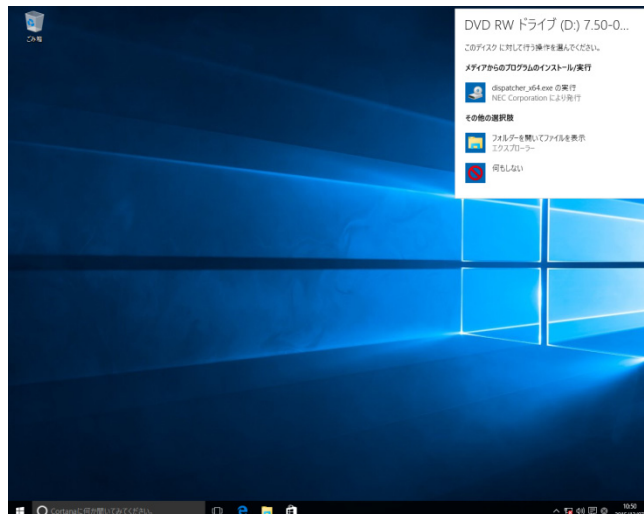 ごみ箱
DVD RW ドライブ (D:) 7.50-0...
このディスク に対して行う操作を選んでください。
メディアからのプログラムのインストール/実行
dispatcher_x64.exe の実行
NEC Corporation により発行
その他の選択肢
フォルダーを開いてファイルを表示
エクスプローラー
何もしない
Cortanaに何か聞いてみてください。
10:50